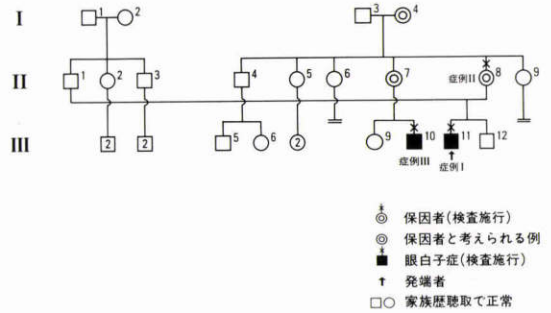 I 1 2 3 4
II 1 2 3 4 5 6 7 症例II 8 9
III 2 2 5 6 2 9 10 11 12
症例III 症例I
保因者(検査施行)
保因者と考えられる例
眼白子症(検査施行)
発端者
家族歴聴取で正常